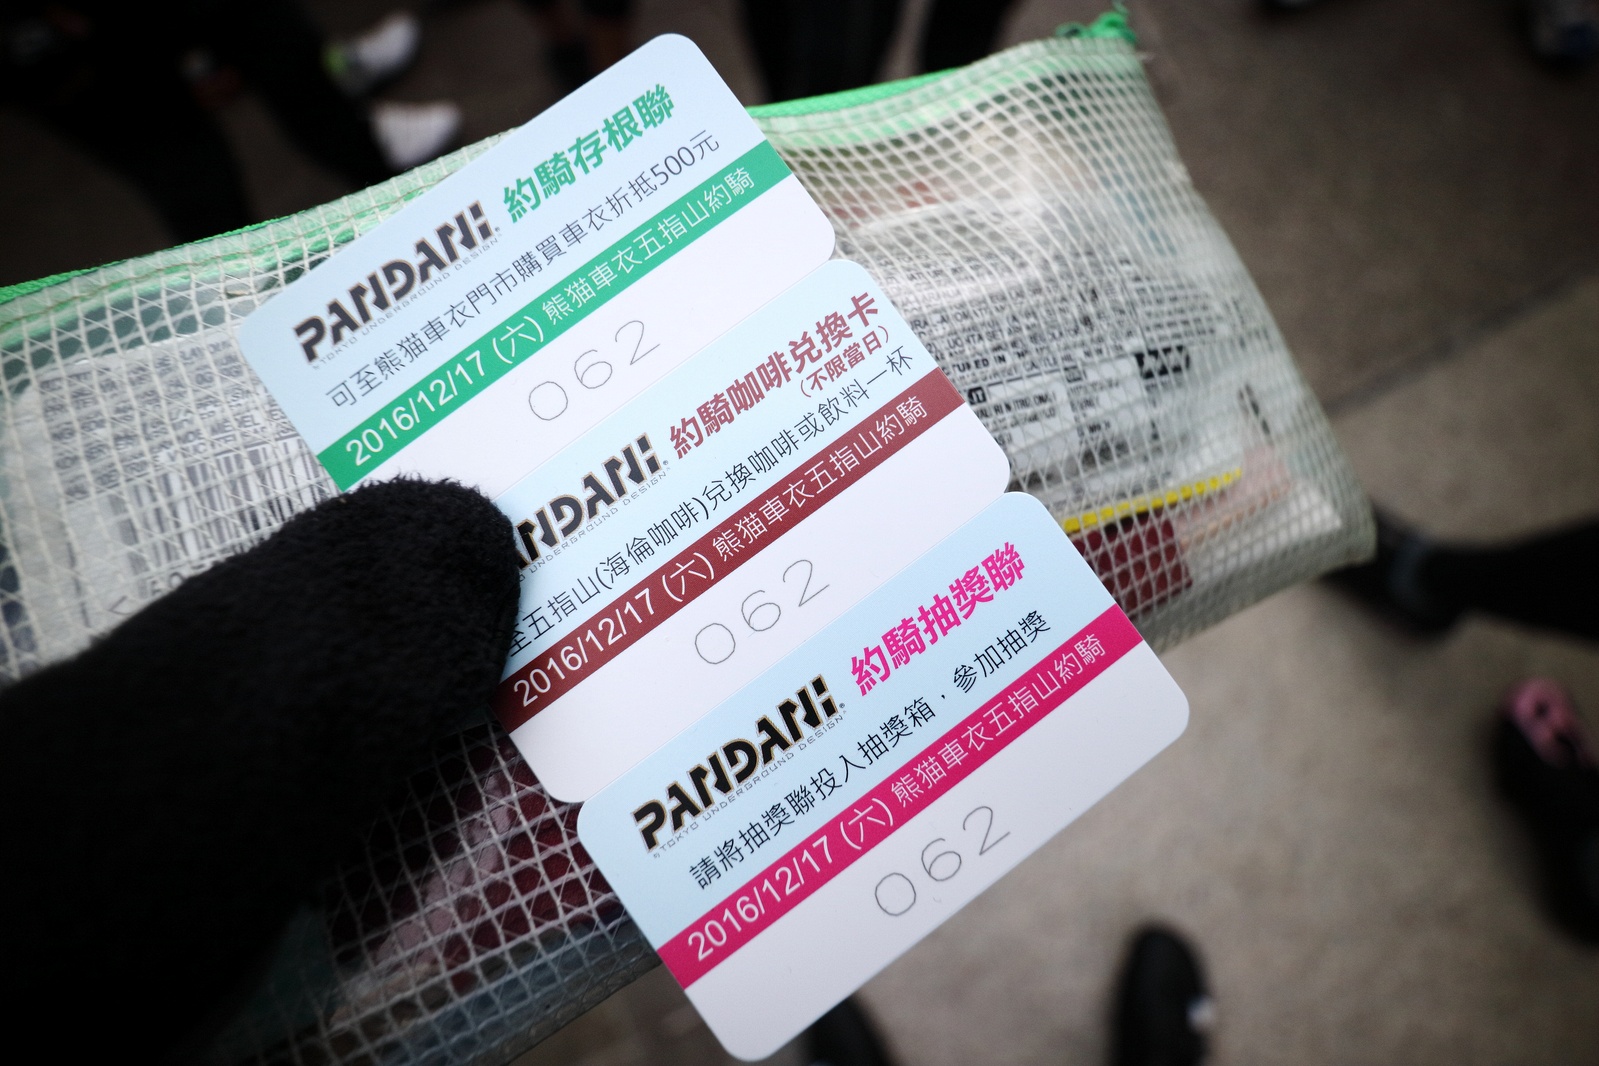 PANDANI 約騎存根聯
TOKYO UNDERGROUND DESIGN
可至熊猫車衣門市購買車衣折抵500元
2016/12/17 (六) 熊猫車衣五指山約騎
062
ANDANI 約騎咖啡兌換卡
(不限當日)
UNDERGROUND DESIGN
至五指山(海倫咖啡)兌換咖啡或飲料一杯
2016/12/17 (六) 熊猫車衣五指山約騎
062
PANDANI 約騎抽獎聯
TOKYO UNDERGROUND DESIGN
請將抽獎聯投入抽獎箱，參加抽獎
2016/12/17 (六) 熊猫車衣五指山約騎
062